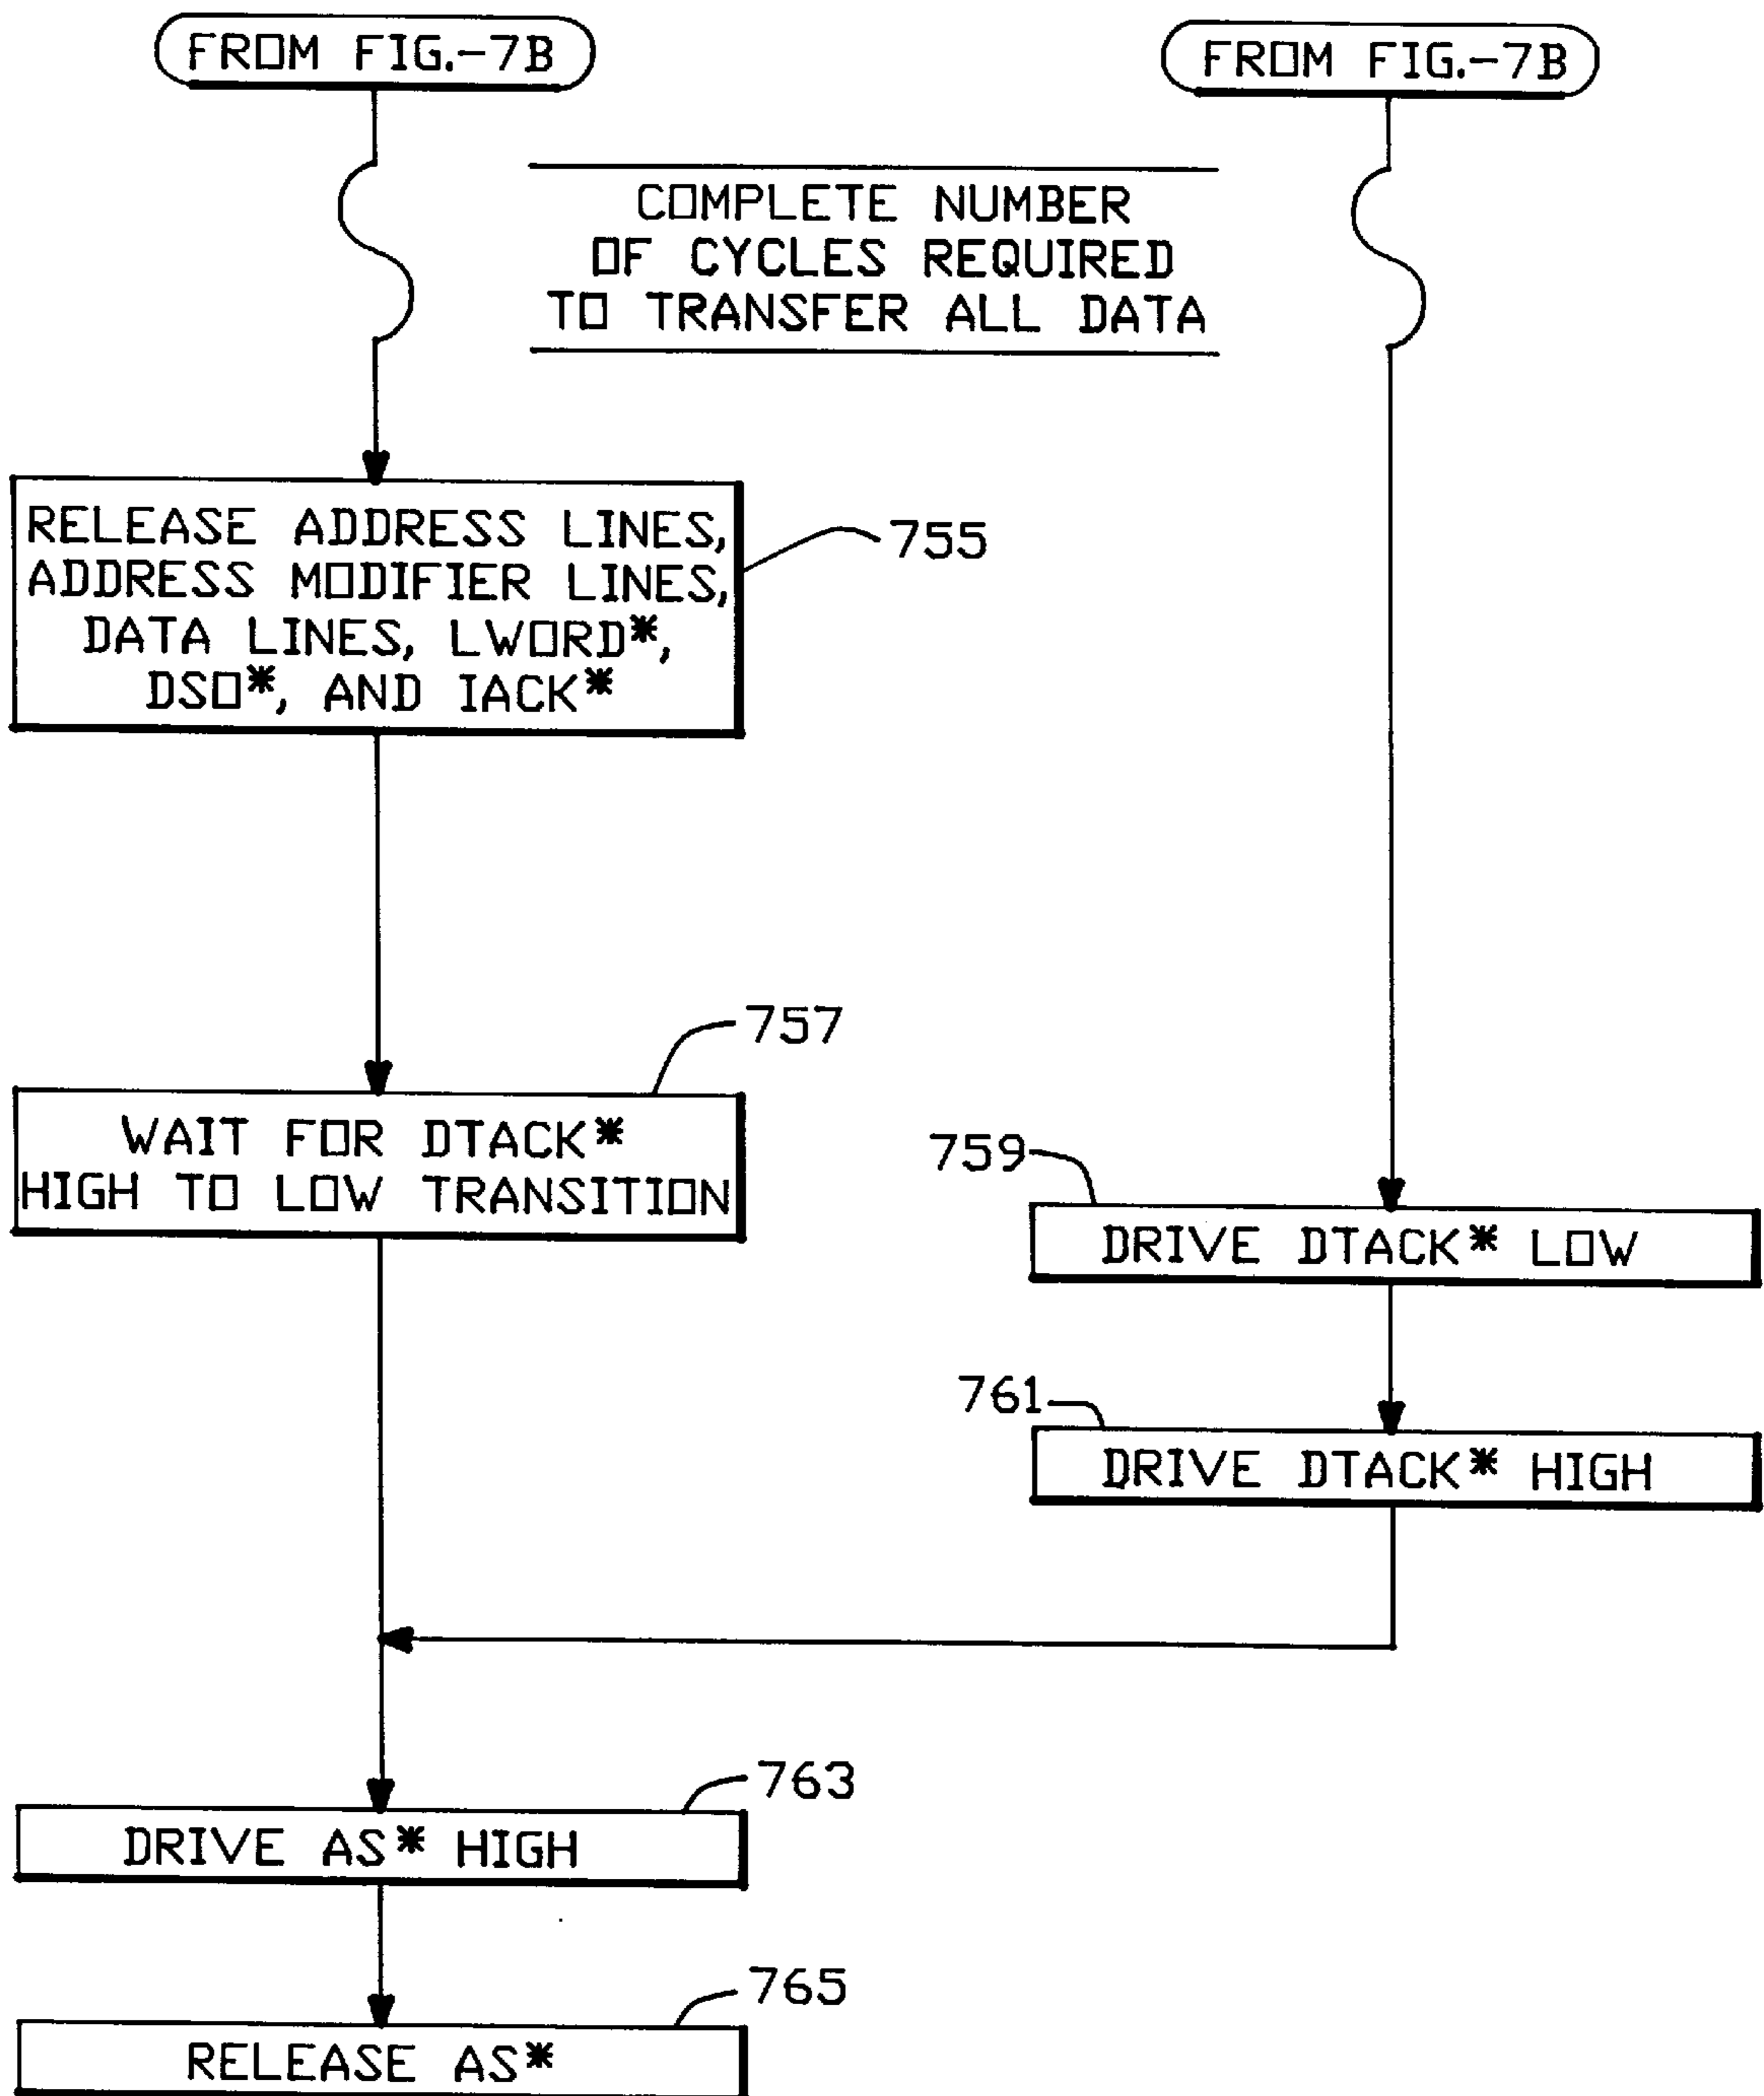 FROM FIG.-7B
FROM FIG.-7B
COMPLETE NUMBER
OF CYCLES REQUIRED
TO TRANSFER ALL DATA
RELEASE ADDRESS LINES,
ADDRESS MODIFIER LINES,
DATA LINES, LWORD*,
DSO*, AND IACK*
755
757
WAIT FOR DTACK*
HIGH TO LOW TRANSITION
759
DRIVE DTACK* LOW
761
DRIVE DTACK* HIGH
763
DRIVE AS* HIGH
765
RELEASE AS*